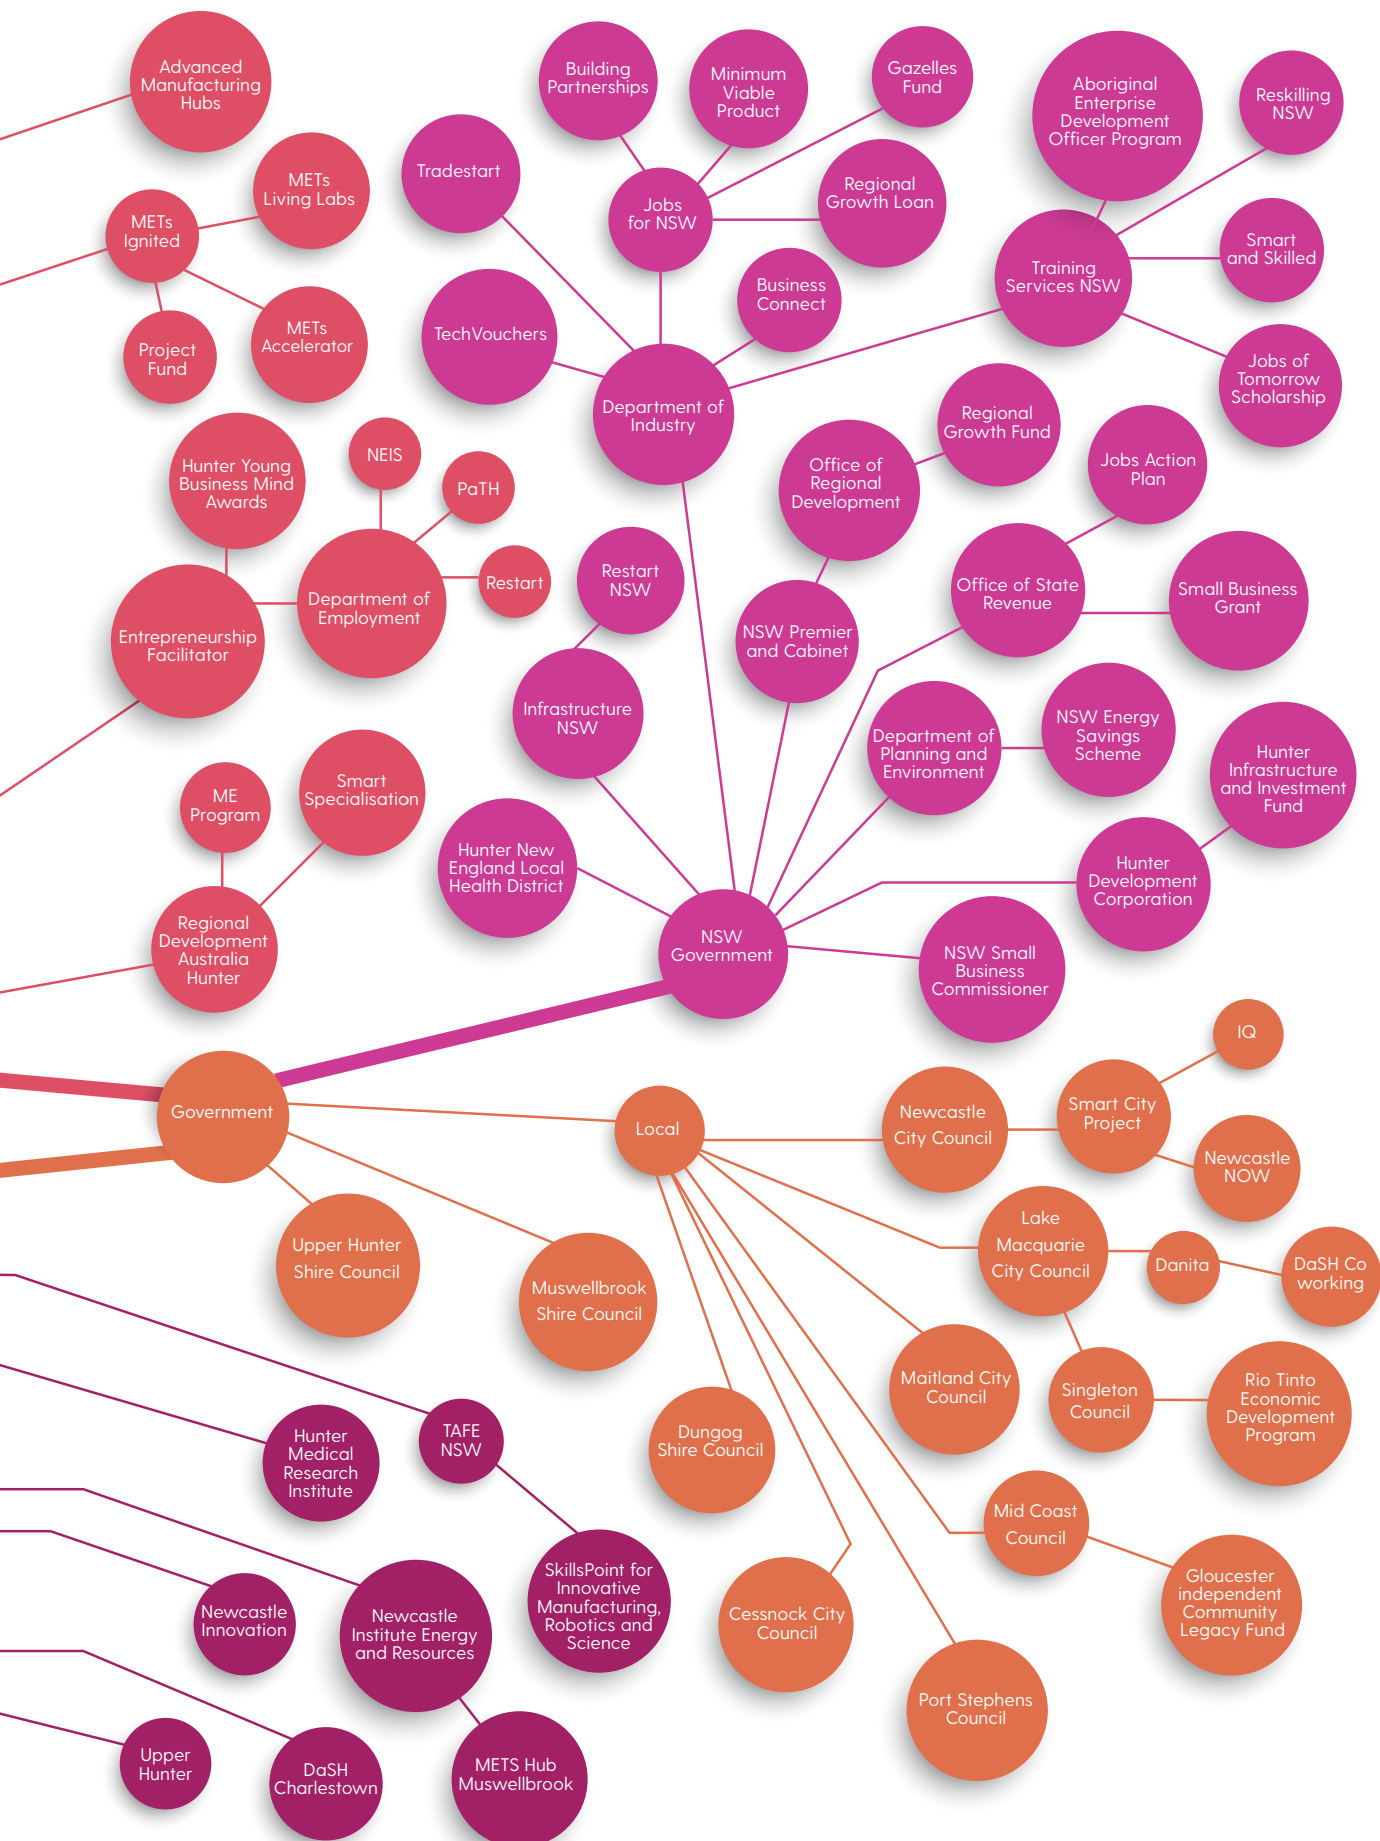 Advanced
Manufacturing
Hubs
METs
Living Labs
METs
Ignited
METs
Accelerator
Project
Fund
Building
Partnerships
Minimum
Viable
Product
Gazelles
Fund
Tradestart
Jobs
for NSW
Regional
Growth Loan
Business
Connect
TechVouchers
Department of
Industry
Aboriginal
Enterprise
Development
Officer Program
Reskilling
NSW
Smart
and Skilled
Training
Services NSW
Jobs of
Tomorrow
Scholarship
Hunter Young
Business Mind
Awards
NEIS
PaTH
Restart
Department of
Employment
Entrepreneurship
Facilitator
Regional
Growth Fund
Office of
Regional
Development
Jobs Action
Plan
Restart
NSW
Office of State
Revenue
Small Business
Grant
NSW Premier
and Cabinet
Infrastructure
NSW
Department of
Planning and
Environment
NSW Energy
Savings
Scheme
Hunter
Infrastructure
and Investment
Fund
ME
Program
Smart
Specialisation
Hunter New
England Local
Health District
Hunter
Development
Corporation
Regional
Development
Australia
Hunter
NSW
Government
NSW Small
Business
Commissioner
Government
Local
Newcastle
City Council
Smart City
Project
IQ
Newcastle
NOW
Upper Hunter
Shire Council
Muswellbrook
Shire Council
Lake
Macquarie
City Council
Danita
DaSH Co
working
Maitland City
Council
Singleton
Council
Rio Tinto
Economic
Development
Program
Dungog
Shire Council
Hunter
Medical
Research
Institute
TAFE
NSW
Mid Coast
Council
Gloucester
independent
Community
Legacy Fund
SkillsPoint for
Innovative
Manufacturing,
Robotics and
Science
Newcastle
Innovation
Newcastle
Institute Energy
and Resources
Cessnock City
Council
Port Stephens
Council
Upper
Hunter
DaSH
Charlestown
METS Hub
Muswellbrook